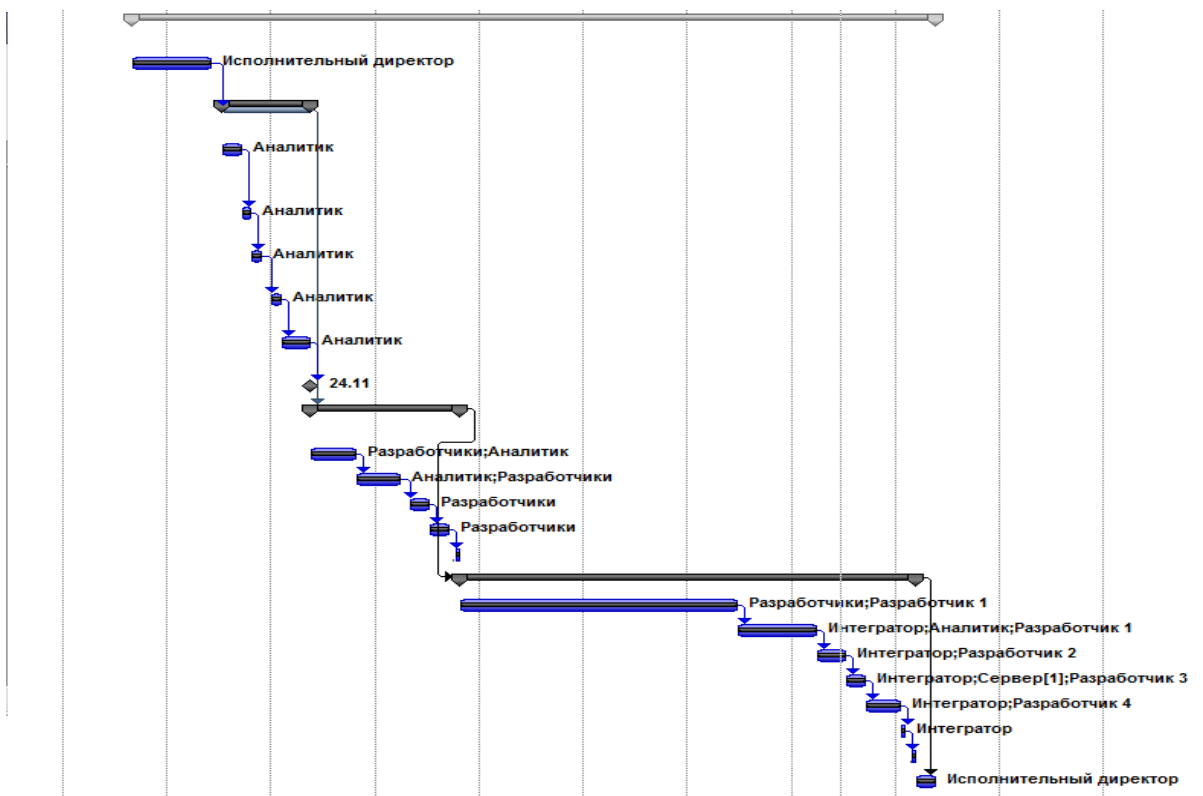 Исполнительный директор
Аналитик
Аналитик
Аналитик
Аналитик
Аналитик
24.11
Разработчики;Аналитик
Аналитик;Разработчики
Разработчики
Разработчики
Разработчики;Разработчик 1
Интегратор;Аналитик;Разработчик 1
Интегратор;Разработчик 2
Интегратор;Сервер[1];Разработчик 3
Интегратор;Разработчик 4
Интегратор
Исполнительный директор